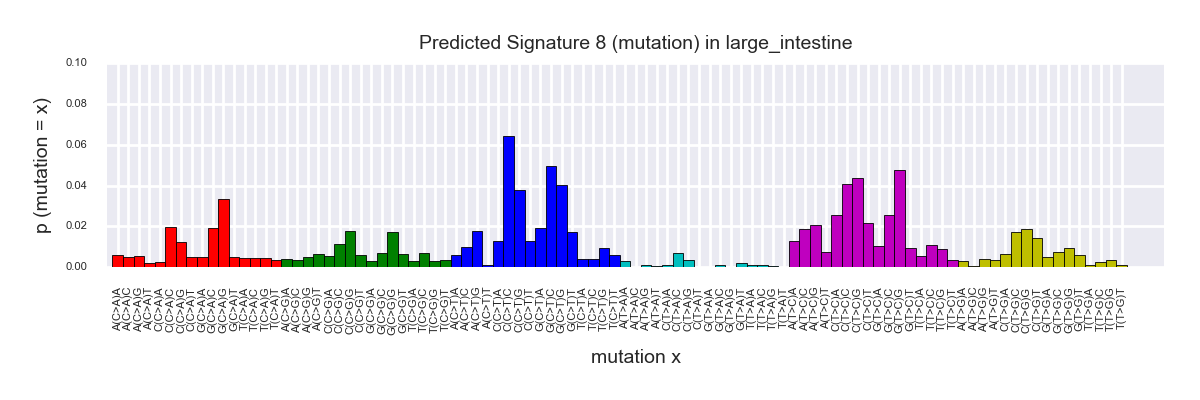 Predicted Signature 8 (mutation) in large_intestine
p (mutation = x)
0.10
0.08
0.06
0.04
0.02
0.00
A(C>A)A
A(C>A)C
A(C>A)G
A(C>A)T
C(C>A)A
C(C>A)C
C(C>A)G
C(C>A)T
G(C>A)A
G(C>A)C
G(C>A)G
G(C>A)T
T(C>A)A
T(C>A)C
T(C>A)G
T(C>A)T
A(C>G)A
A(C>G)C
A(C>G)G
A(C>G)T
C(C>G)A
C(C>G)C
C(C>G)G
C(C>G)T
G(C>G)A
G(C>G)C
G(C>G)G
G(C>G)T
T(C>G)A
T(C>G)C
T(C>G)G
T(C>G)T
A(C>T)A
A(C>T)C
A(C>T)G
A(C>T)T
C(C>T)A
C(C>T)C
C(C>T)G
C(C>T)T
G(C>T)A
G(C>T)C
G(C>T)G
G(C>T)T
T(C>T)A
T(C>T)C
T(C>T)G
T(C>T)T
A(T>A)A
A(T>A)C
A(T>A)G
A(T>A)T
C(T>A)A
C(T>A)C
C(T>A)G
C(T>A)T
G(T>A)A
G(T>A)C
G(T>A)G
G(T>A)T
T(T>A)A
T(T>A)C
T(T>A)G
T(T>A)T
A(T>C)A
A(T>C)C
A(T>C)G
A(T>C)T
C(T>C)A
C(T>C)C
C(T>C)G
C(T>C)T
G(T>C)A
G(T>C)C
G(T>C)G
G(T>C)T
T(T>C)A
T(T>C)C
T(T>C)G
T(T>C)T
A(T>G)A
A(T>G)C
A(T>G)G
A(T>G)T
C(T>G)A
C(T>G)C
C(T>G)G
C(T>G)T
G(T>G)A
G(T>G)C
G(T>G)G
G(T>G)T
T(T>G)A
T(T>G)C
T(T>G)G
T(T>G)T
mutation x